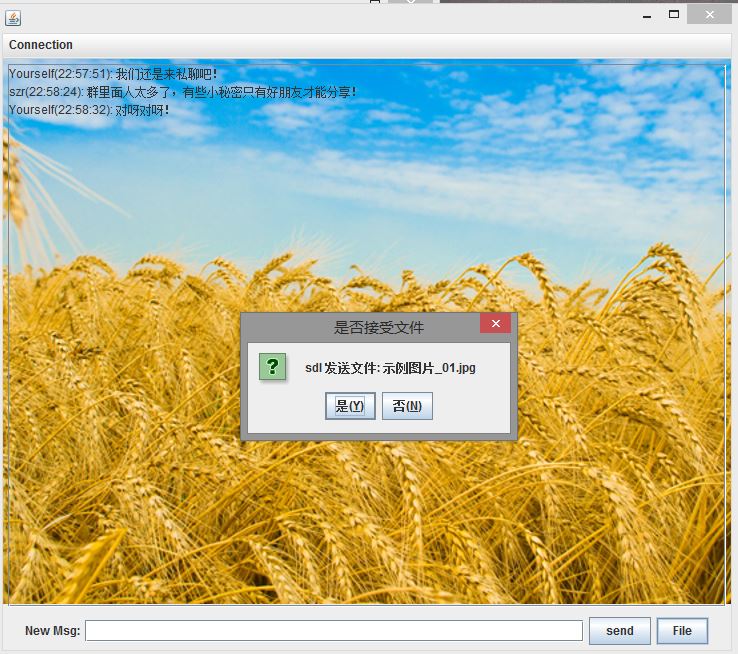 Connection
Yourself(22:57:51): 我们还是来私聊吧!
szr(22:58:24): 群里面人太多了，有些小秘密只有好朋友才能分享!
Yourself(22:58:32): 对呀对呀!
是否接受文件
sdl 发送文件: 示例图片_01.jpg
是(Y) 否(N)
New Msg: send File